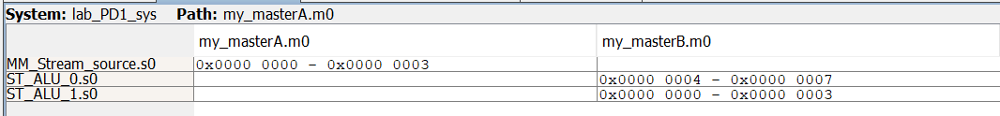 System: lab_PD1_sys Path: my_masterA.m0
my_masterA.m0 my_masterB.m0
MM_Stream_source.s0 0x0000 0000 - 0x0000 0003
ST_ALU_0.s0 0x0000 0004 - 0x0000 0007
ST_ALU_1.s0 0x0000 0000 - 0x0000 0003